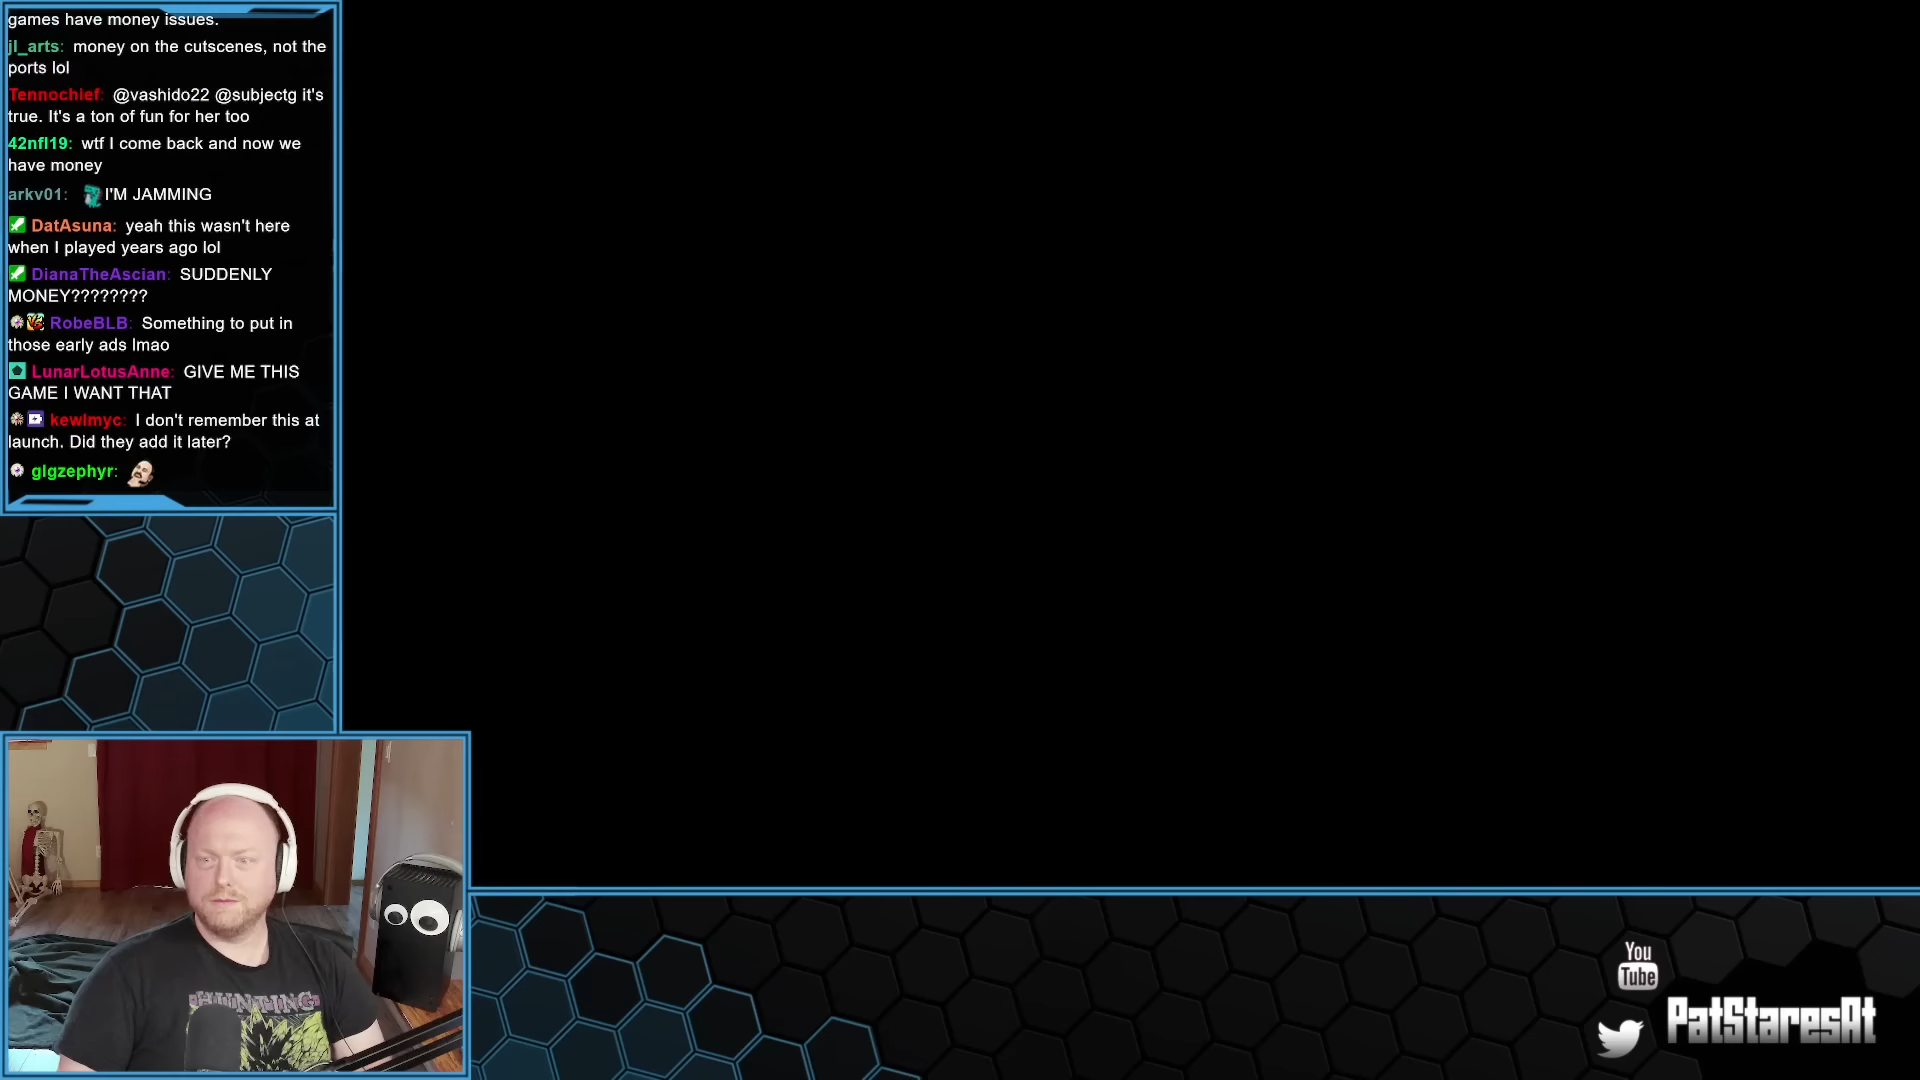 games have money issues.
jl_arts: money on the cutscenes, not the
ports lol
Tennochief: @vashido22 @subjectg it's
true. It's a ton of fun for her too
42nfl19: wtf I come back and now we
have money
arkv01: I'M JAMMING
DatAsuna: yeah this wasn't here
when I played years ago lol
DianaTheAscian: SUDDENLY
MONEY????????
RobeBLB: Something to put in
those early ads lmao
LunarLotusAnne: GIVE ME THIS
GAME I WANT THAT
kewlmyc: I don't remember this at
launch. Did they add it later?
glgzephyr:
You
Tube
PatStaresAt